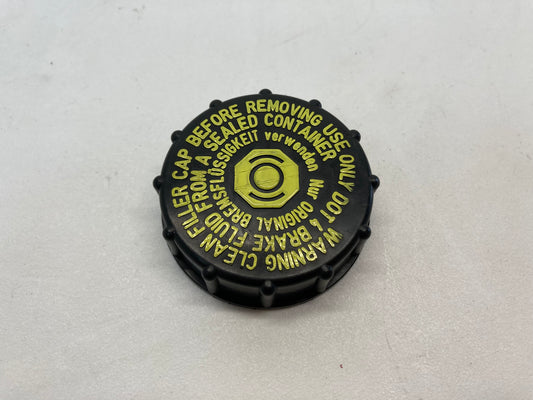 WARNING CLEAN FILLER CAP BEFORE REMOVING USE ONLY DOT 4 BRAKE FLUID FROM A SEALED CONTAINER
Nur ORIGINAL BREMSFLÜSSIGKEIT verwenden